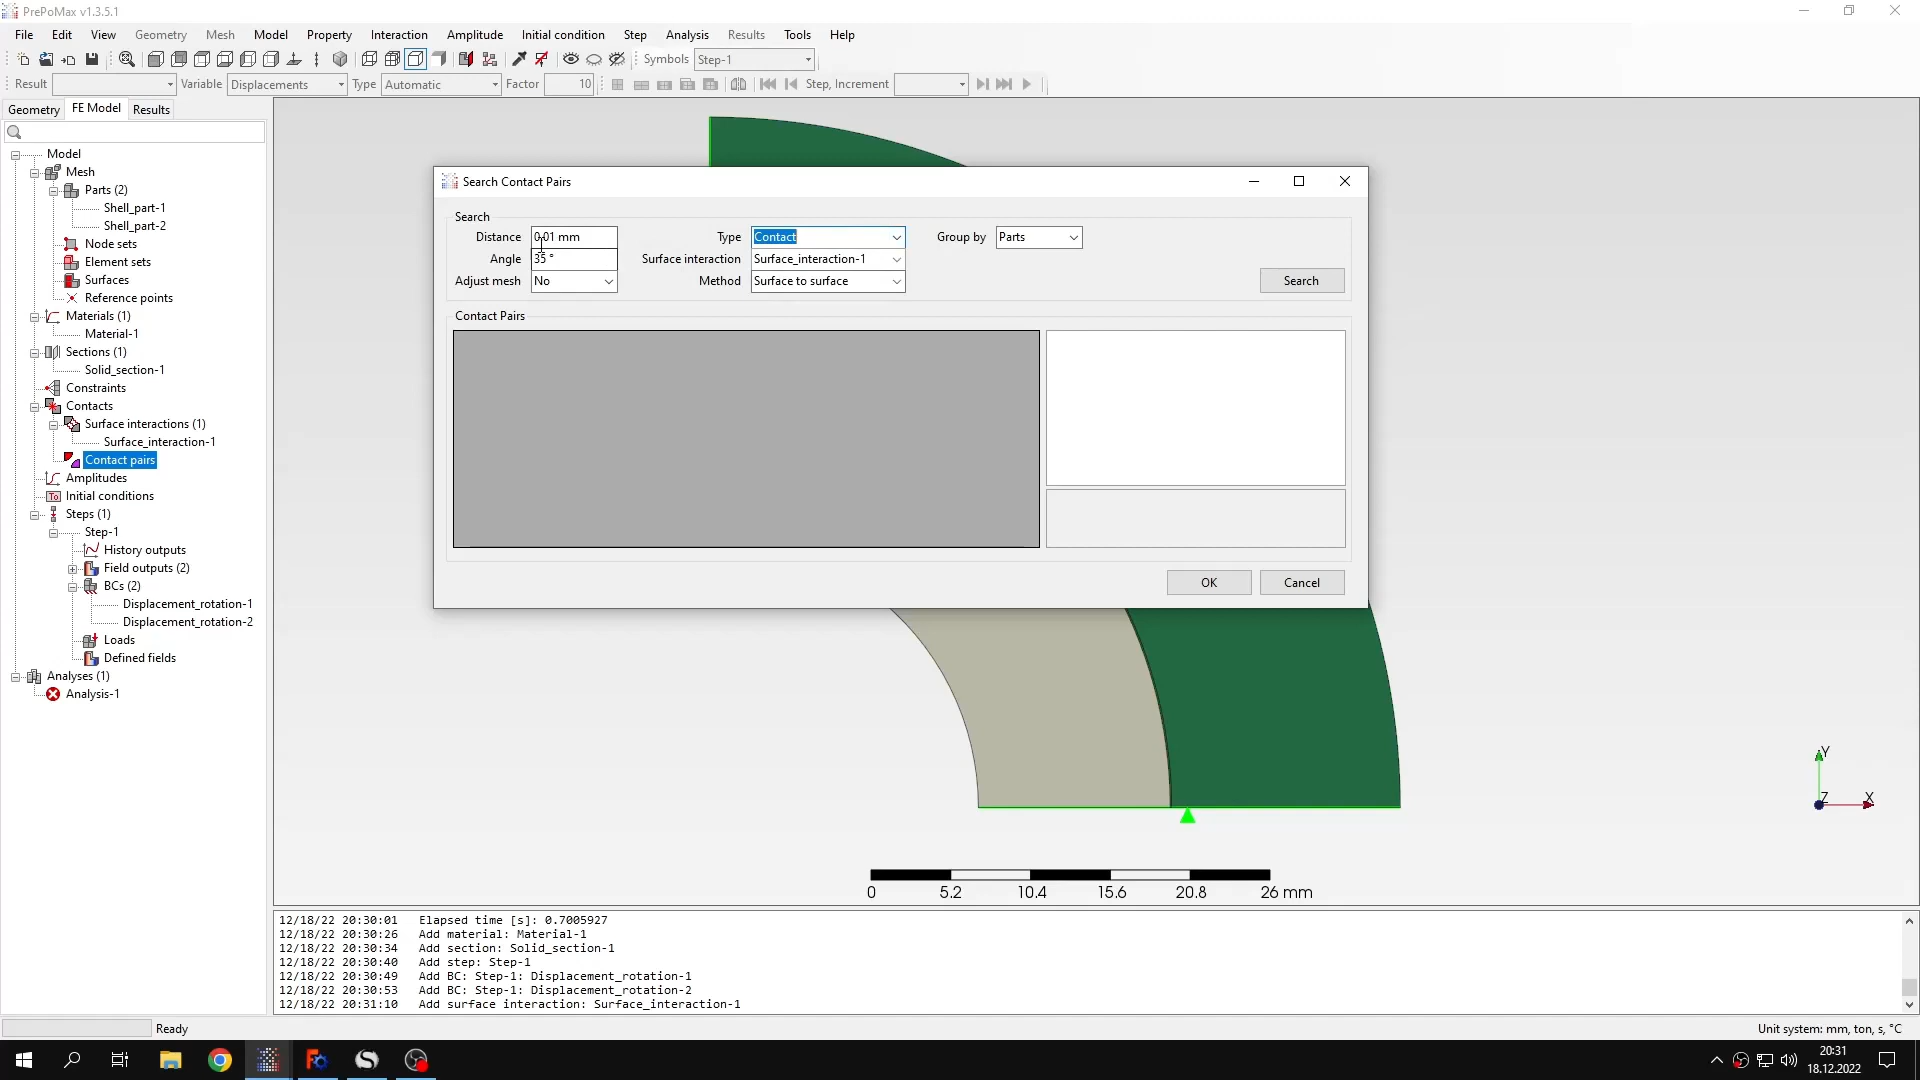 PrePoMax v1.3.5.1
File Edit View Geometry Mesh Model Property Interaction Amplitude Initial condition Step Analysis Results Tools Help
Symbols Step-1
Result Variable Displacements Type Automatic Factor 10 Step, Increment
Geometry FE Model Results
Model
Mesh
Parts (2)
Shell_part-1
Shell_part-2
Node sets
Element sets
Surfaces
Reference points
Materials (1)
Material-1
Sections (1)
Solid_section-1
Constraints
Contacts
Surface interactions (1)
Surface_interaction-1
Contact pairs
Amplitudes
Initial conditions
Steps (1)
Step-1
History outputs
Field outputs (2)
BCs (2)
Displacement_rotation-1
Displacement_rotation-2
Loads
Defined fields
Analyses (1)
Analysis-1
Search Contact Pairs
Search
Distance 0.01 mm Type Contact Group by Parts
Angle 35 ° Surface interaction Surface_interaction-1
Adjust mesh No Method Surface to surface Search
Contact Pairs
OK Cancel
Y
Z X
0 5.2 10.4 15.6 20.8 26 mm
12/18/22 20:30:01 Elapsed time [s]: 0.7005927
12/18/22 20:30:26 Add material: Material-1
12/18/22 20:30:34 Add section: Solid_section-1
12/18/22 20:30:40 Add step: Step-1
12/18/22 20:30:49 Add BC: Step-1: Displacement_rotation-1
12/18/22 20:30:53 Add BC: Step-1: Displacement_rotation-2
12/18/22 20:31:10 Add surface interaction: Surface_interaction-1
Ready Unit system: mm, ton, s, °C
20:31
18.12.2022